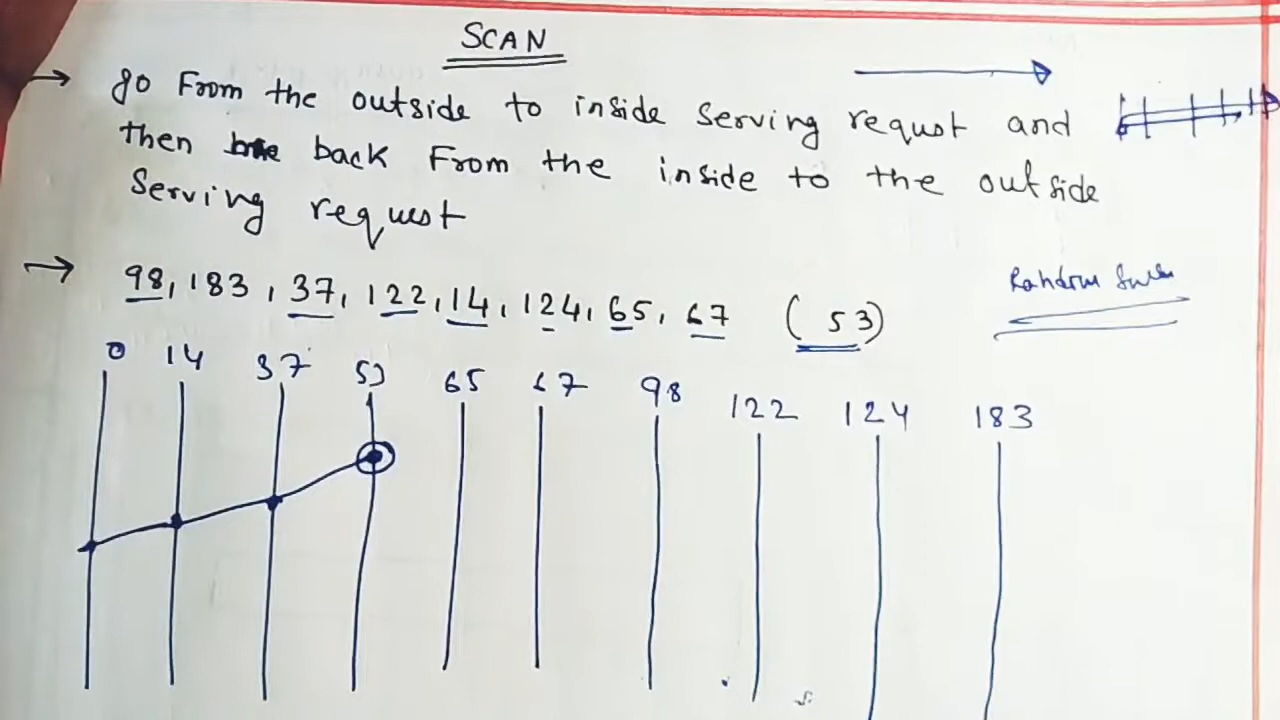 SCAN
→ go From the outside to inside serving requst and
then back From the inside to the outside
Serving request
→ 98, 183, 37, 122, 14, 124, 65, 67 (53)
0 14 37 53 65 67 98 122 124 183